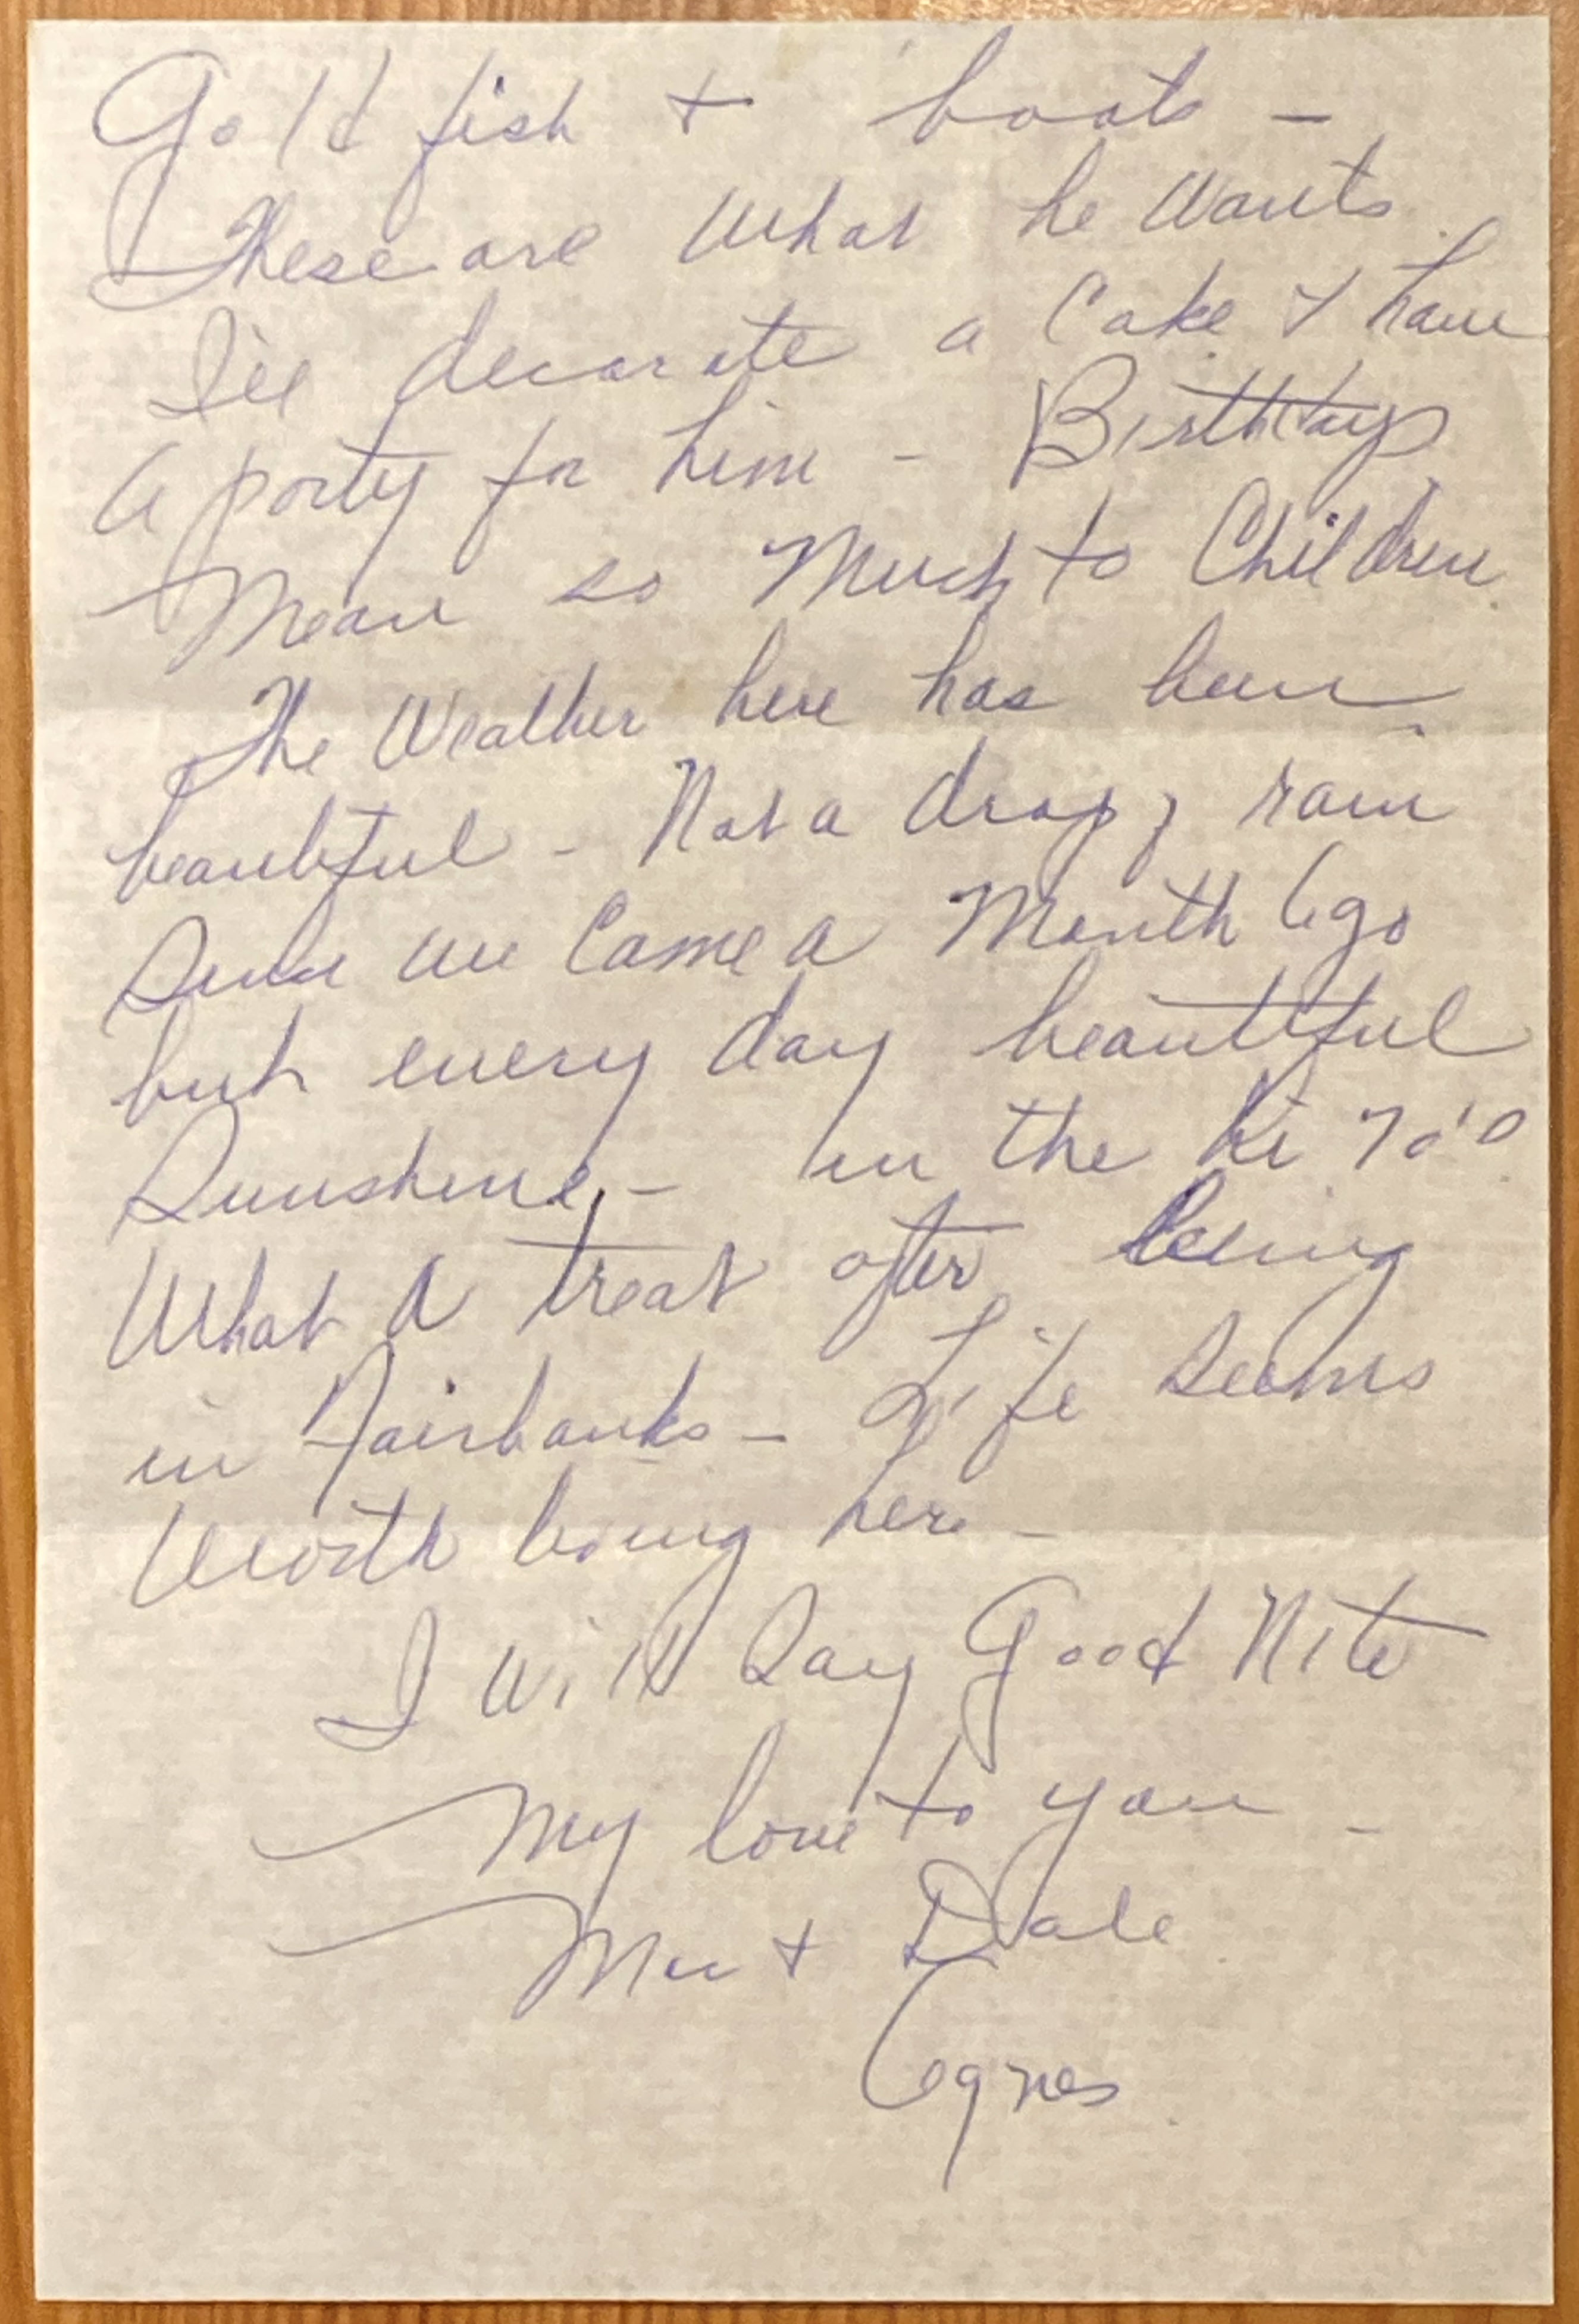 Gold fish + boats -
These are What he Wants.
I'll decorate a Cake & have
a party for him - Birthdays
Mean so Much to Children.
The Weather here has been
beautiful - Not a drop of rain
Since we Came a Month Ago
but every day beautiful
Sunshine, - in the hi 70's
What A treat after being
in Fairbanks - Life Seems
Worth living here -
I Will Say Good Nite
My love to you -
Me + Dale
Agnes